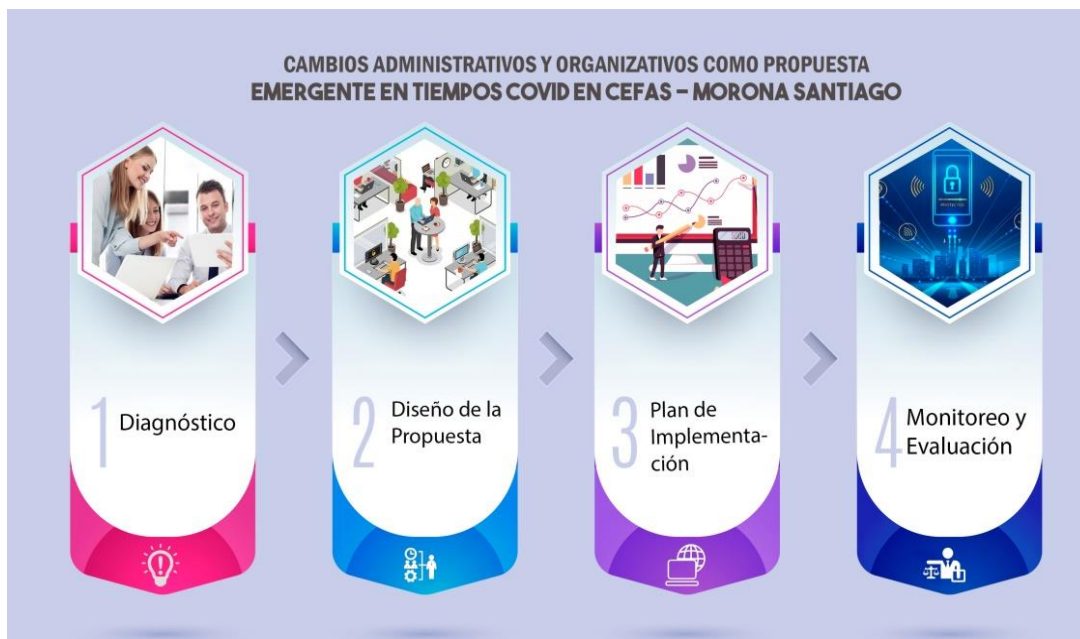 CAMBIOS ADMINISTRATIVOS Y ORGANIZATIVOS COMO PROPUESTA
EMERGENTE EN TIEMPOS COVID EN CEFAS – MORONA SANTIAGO
1 Diagnóstico
2 Diseño de la
Propuesta
3 Plan de
Implementa-
ción
4 Monitoreo y
Evaluación